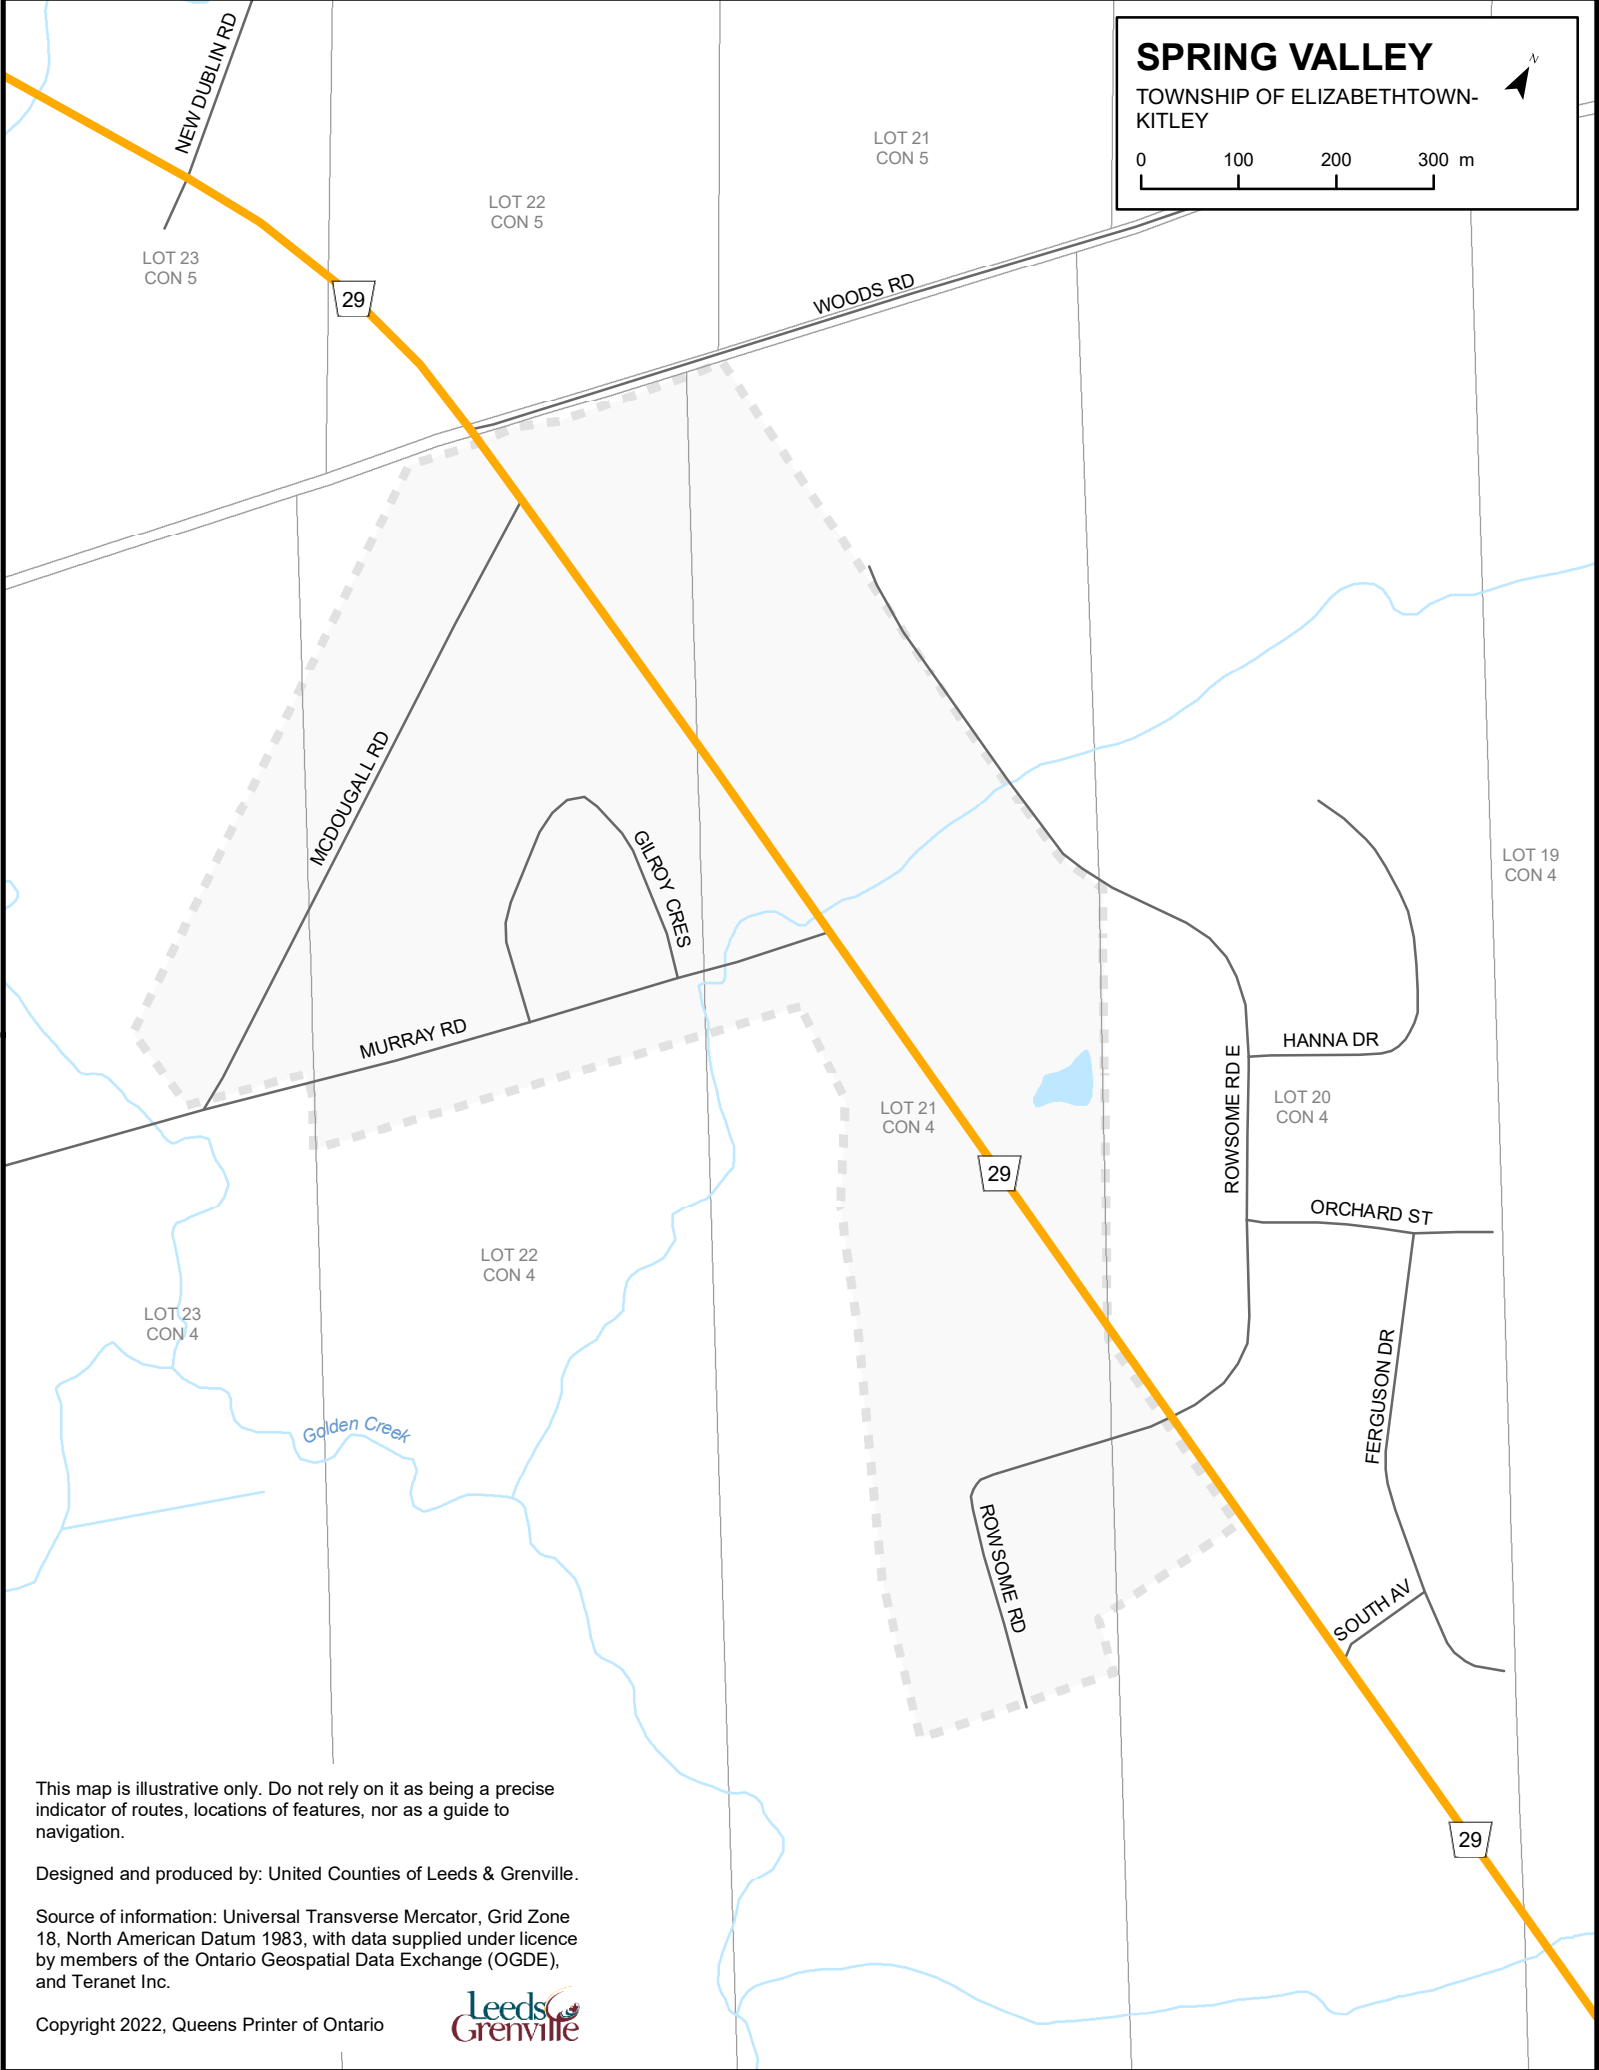 SPRING VALLEY
TOWNSHIP OF ELIZABETHTOWN-
KITLEY
N
0 100 200 300 m
NEW DUBLIN RD
LOT 21
CON 5
LOT 22
CON 5
LOT 23
CON 5
29
WOODS RD
MCDOUGALL RD
GILROY CRES
LOT 19
CON 4
MURRAY RD
HANNA DR
ROWSOME RD E
LOT 20
CON 4
LOT 21
CON 4
29
ORCHARD ST
LOT 22
CON 4
LOT 23
CON 4
FERGUSON DR
Golden Creek
ROWSOME RD
SOUTH AV
29
This map is illustrative only. Do not rely on it as being a precise
indicator of routes, locations of features, nor as a guide to
navigation.
Designed and produced by: United Counties of Leeds & Grenville.
Source of information: Universal Transverse Mercator, Grid Zone
18, North American Datum 1983, with data supplied under licence
by members of the Ontario Geospatial Data Exchange (OGDE),
and Teranet Inc.
Copyright 2022, Queens Printer of Ontario
Leeds
Grenville